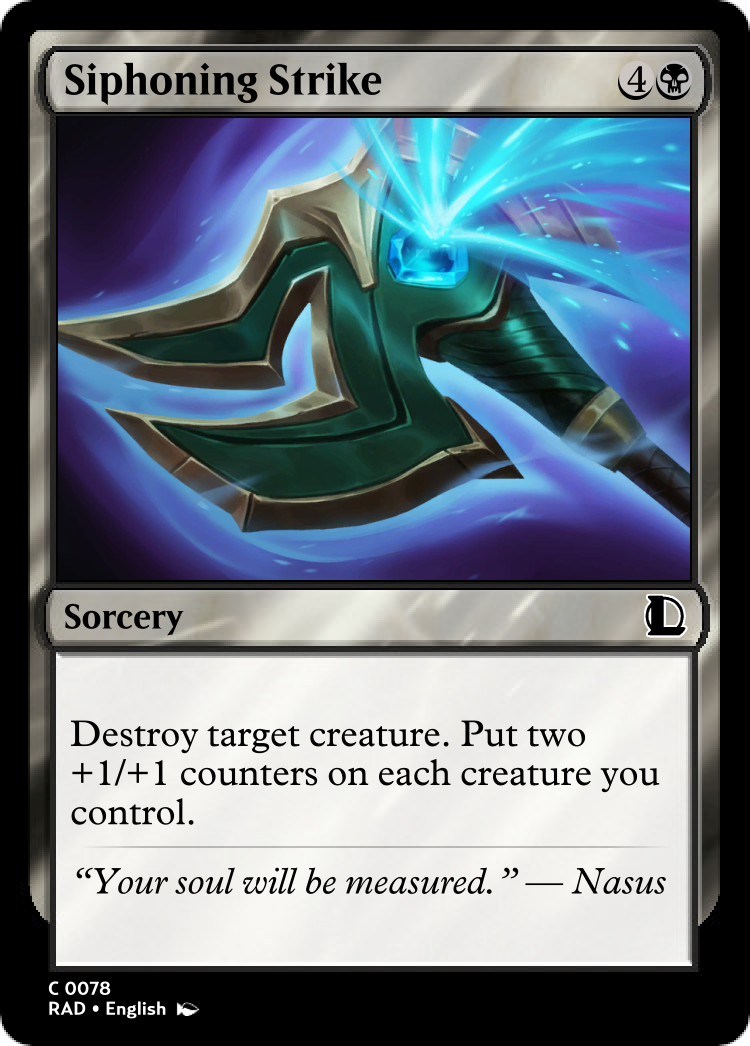 Siphoning Strike 4
Sorcery
Destroy target creature. Put two
+1/+1 counters on each creature you
control.
“Your soul will be measured.” — Nasus
C 0078
RAD • English